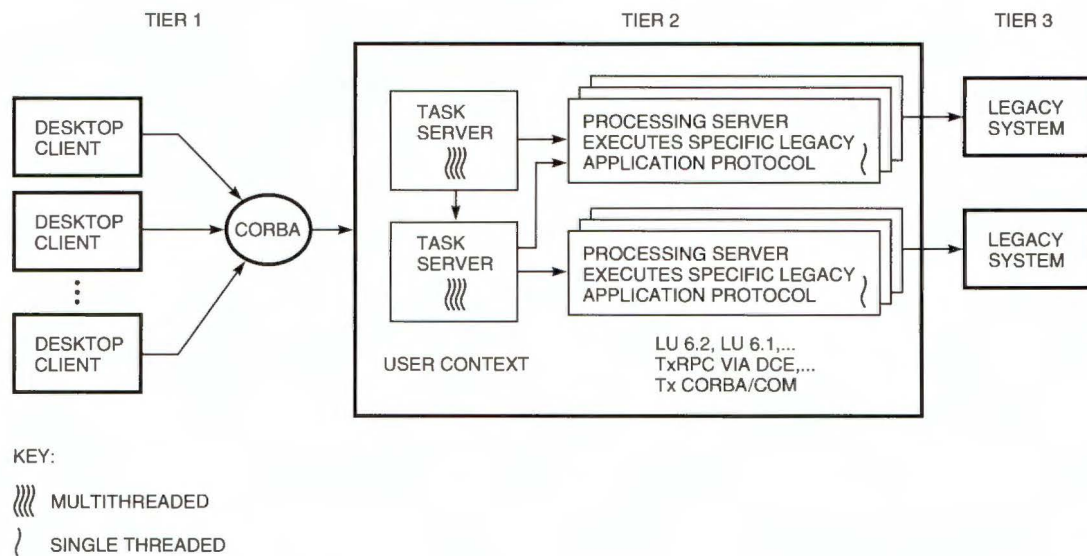 TIER 1
TIER 2
TIER 3
DESKTOP
CLIENT
DESKTOP
CLIENT
DESKTOP
CLIENT
CORBA
TASK
SERVER
TASK
SERVER
USER CONTEXT
PROCESSING SERVER
EXECUTES SPECIFIC LEGACY
APPLICATION PROTOCOL
PROCESSING SERVER
EXECUTES SPECIFIC LEGACY
APPLICATION PROTOCOL
LU 6.2, LU 6.1,...
TxRPC VIA DCE,...
Tx CORBA/COM
LEGACY
SYSTEM
LEGACY
SYSTEM
KEY:
MULTITHREADED
SINGLE THREADED